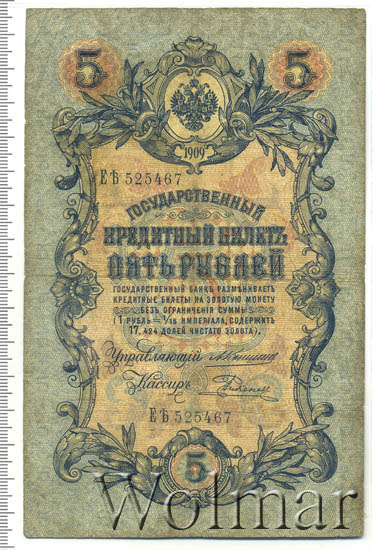 5 5
1909
ЕЪ 525467
ГОСУДАРСТВЕННЫЙ
КРЕДИТНЫЙ БИЛЕТЪ
ПЯТЬ РУБЛЕЙ
ГОСУДАРСТВЕННЫЙ БАНКЪ РАЗМѢНИВАЕТЪ
КРЕДИТНЫЕ БИЛЕТЫ НА ЗОЛОТУЮ МОНЕТУ
БЕЗЪ ОГРАНИЧЕНІЯ СУММЫ
(1 РУБЛЬ = 1/15 ИМПЕРІАЛА, СОДЕРЖИТЪ
17,424 ДОЛЕЙ ЧИСТАГО ЗОЛОТА).
Управляющій
Кассиръ
ЕЪ 525467
5
Wolmar